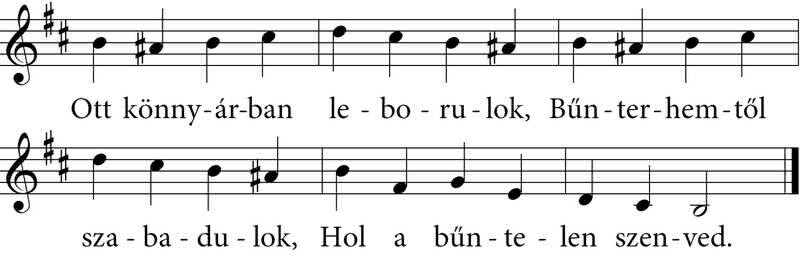 Ott könny-ár-ban le-bo-ru-lok, Bűn-ter-hem-től
sza-ba-du-lok, Hol a bűn-te-len szen-ved.